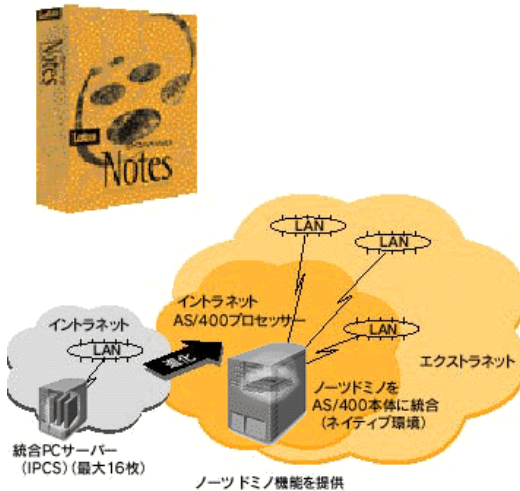 Lotus
Notes
Lotus
Notes
LAN
LAN
イントラネット
AS/400プロセッサー
LAN
イントラネット
LAN
進化
エクストラネット
ノーツドミノを
AS/400本体に統合
(ネイティブ環境)
統合PCサーバー
(IPCS)(最大16枚)
ノーツ ドミノ機能を提供